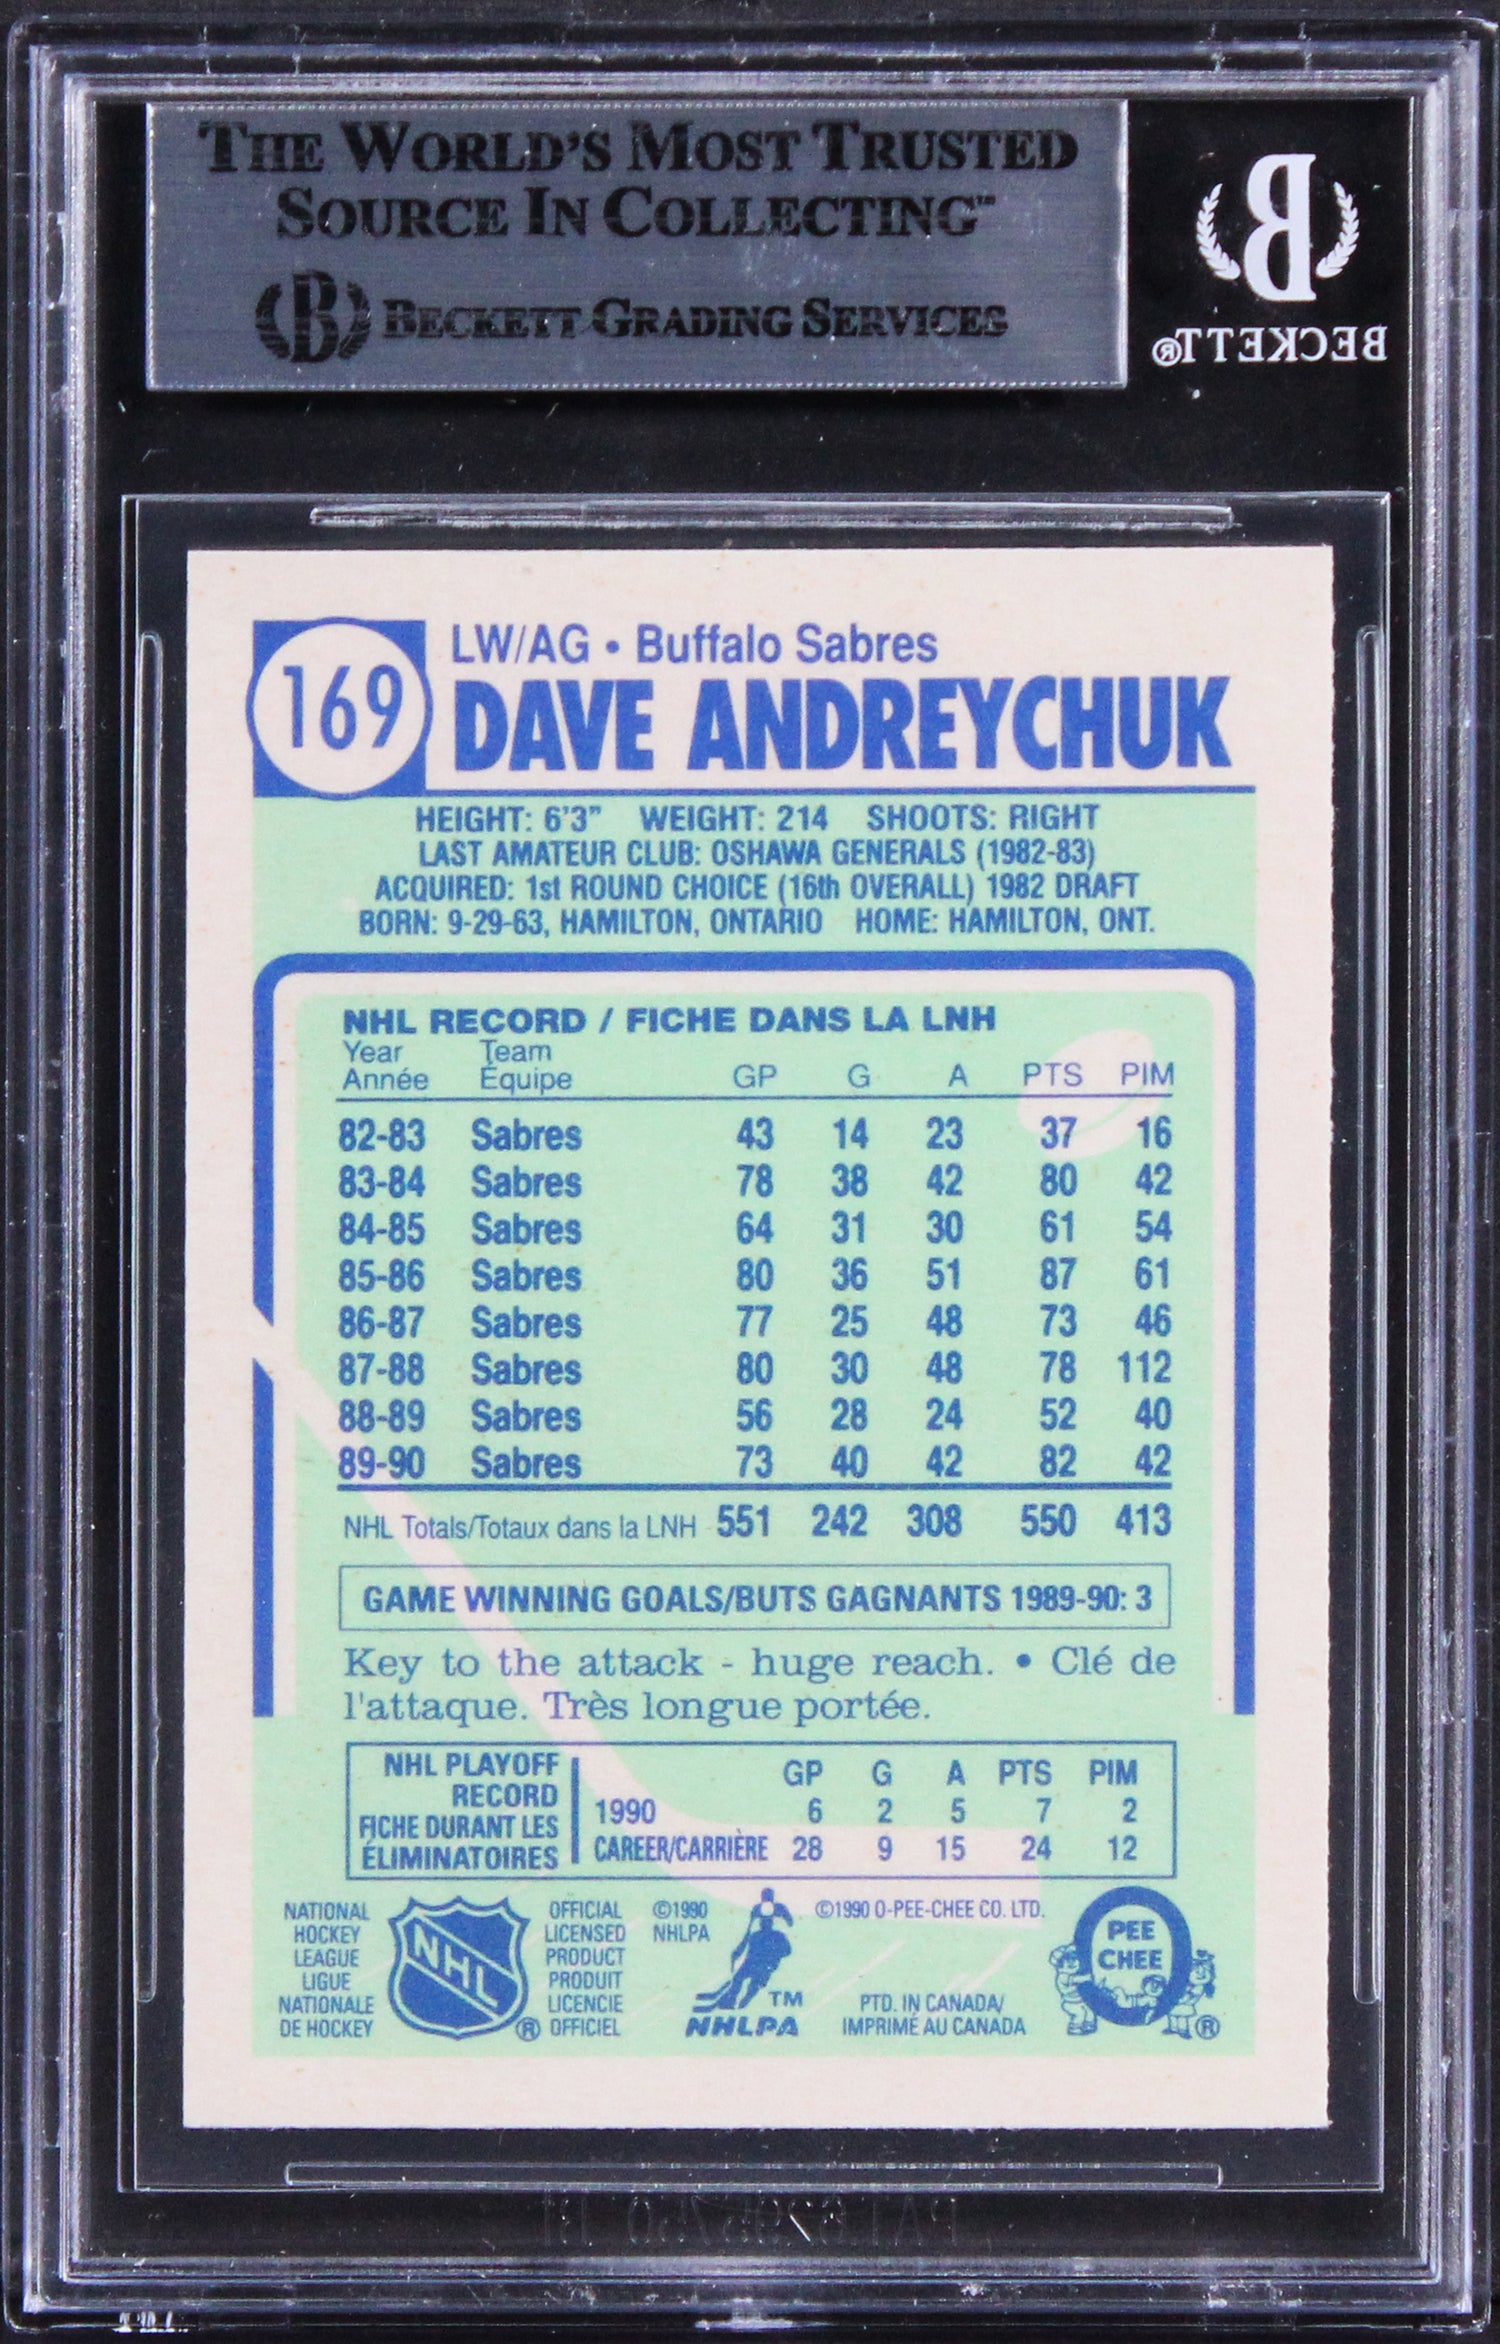 THE WORLD'S MOST TRUSTED
SOURCE IN COLLECTING™
B BECKETT GRADING SERVICES
B
BECKETT®
169
LW/AG • Buffalo Sabres
DAVE ANDREYCHUK
HEIGHT: 6'3" WEIGHT: 214 SHOOTS: RIGHT
LAST AMATEUR CLUB: OSHAWA GENERALS (1982-83)
ACQUIRED: 1st ROUND CHOICE (16th OVERALL) 1982 DRAFT
BORN: 9-29-63, HAMILTON, ONTARIO HOME: HAMILTON, ONT.
NHL RECORD / FICHE DANS LA LNH
Year Team
Année Équipe GP G A PTS PIM
82-83 Sabres 43 14 23 37 16
83-84 Sabres 78 38 42 80 42
84-85 Sabres 64 31 30 61 54
85-86 Sabres 80 36 51 87 61
86-87 Sabres 77 25 48 73 46
87-88 Sabres 80 30 48 78 112
88-89 Sabres 56 28 24 52 40
89-90 Sabres 73 40 42 82 42
NHL Totals/Totaux dans la LNH 551 242 308 550 413
GAME WINNING GOALS/BUTS GAGNANTS 1989-90: 3
Key to the attack - huge reach. • Clé de
l'attaque. Très longue portée.
NHL PLAYOFF
RECORD
FICHE DURANT LES
ÉLIMINATOIRES
GP G A PTS PIM
1990 6 2 5 7 2
CAREER/CARRIÈRE 28 9 15 24 12
NATIONAL
HOCKEY
LEAGUE
LIGUE
NATIONALE
DE HOCKEY
NHL
®
OFFICIAL
LICENSED
PRODUCT
PRODUIT
LICENCIE
OFFICIEL
©1990
NHLPA
TM
NHLPA
©1990 O-PEE-CHEE CO. LTD.
PTD. IN CANADA/
IMPRIMÉ AU CANADA
PEE
CHEE
®